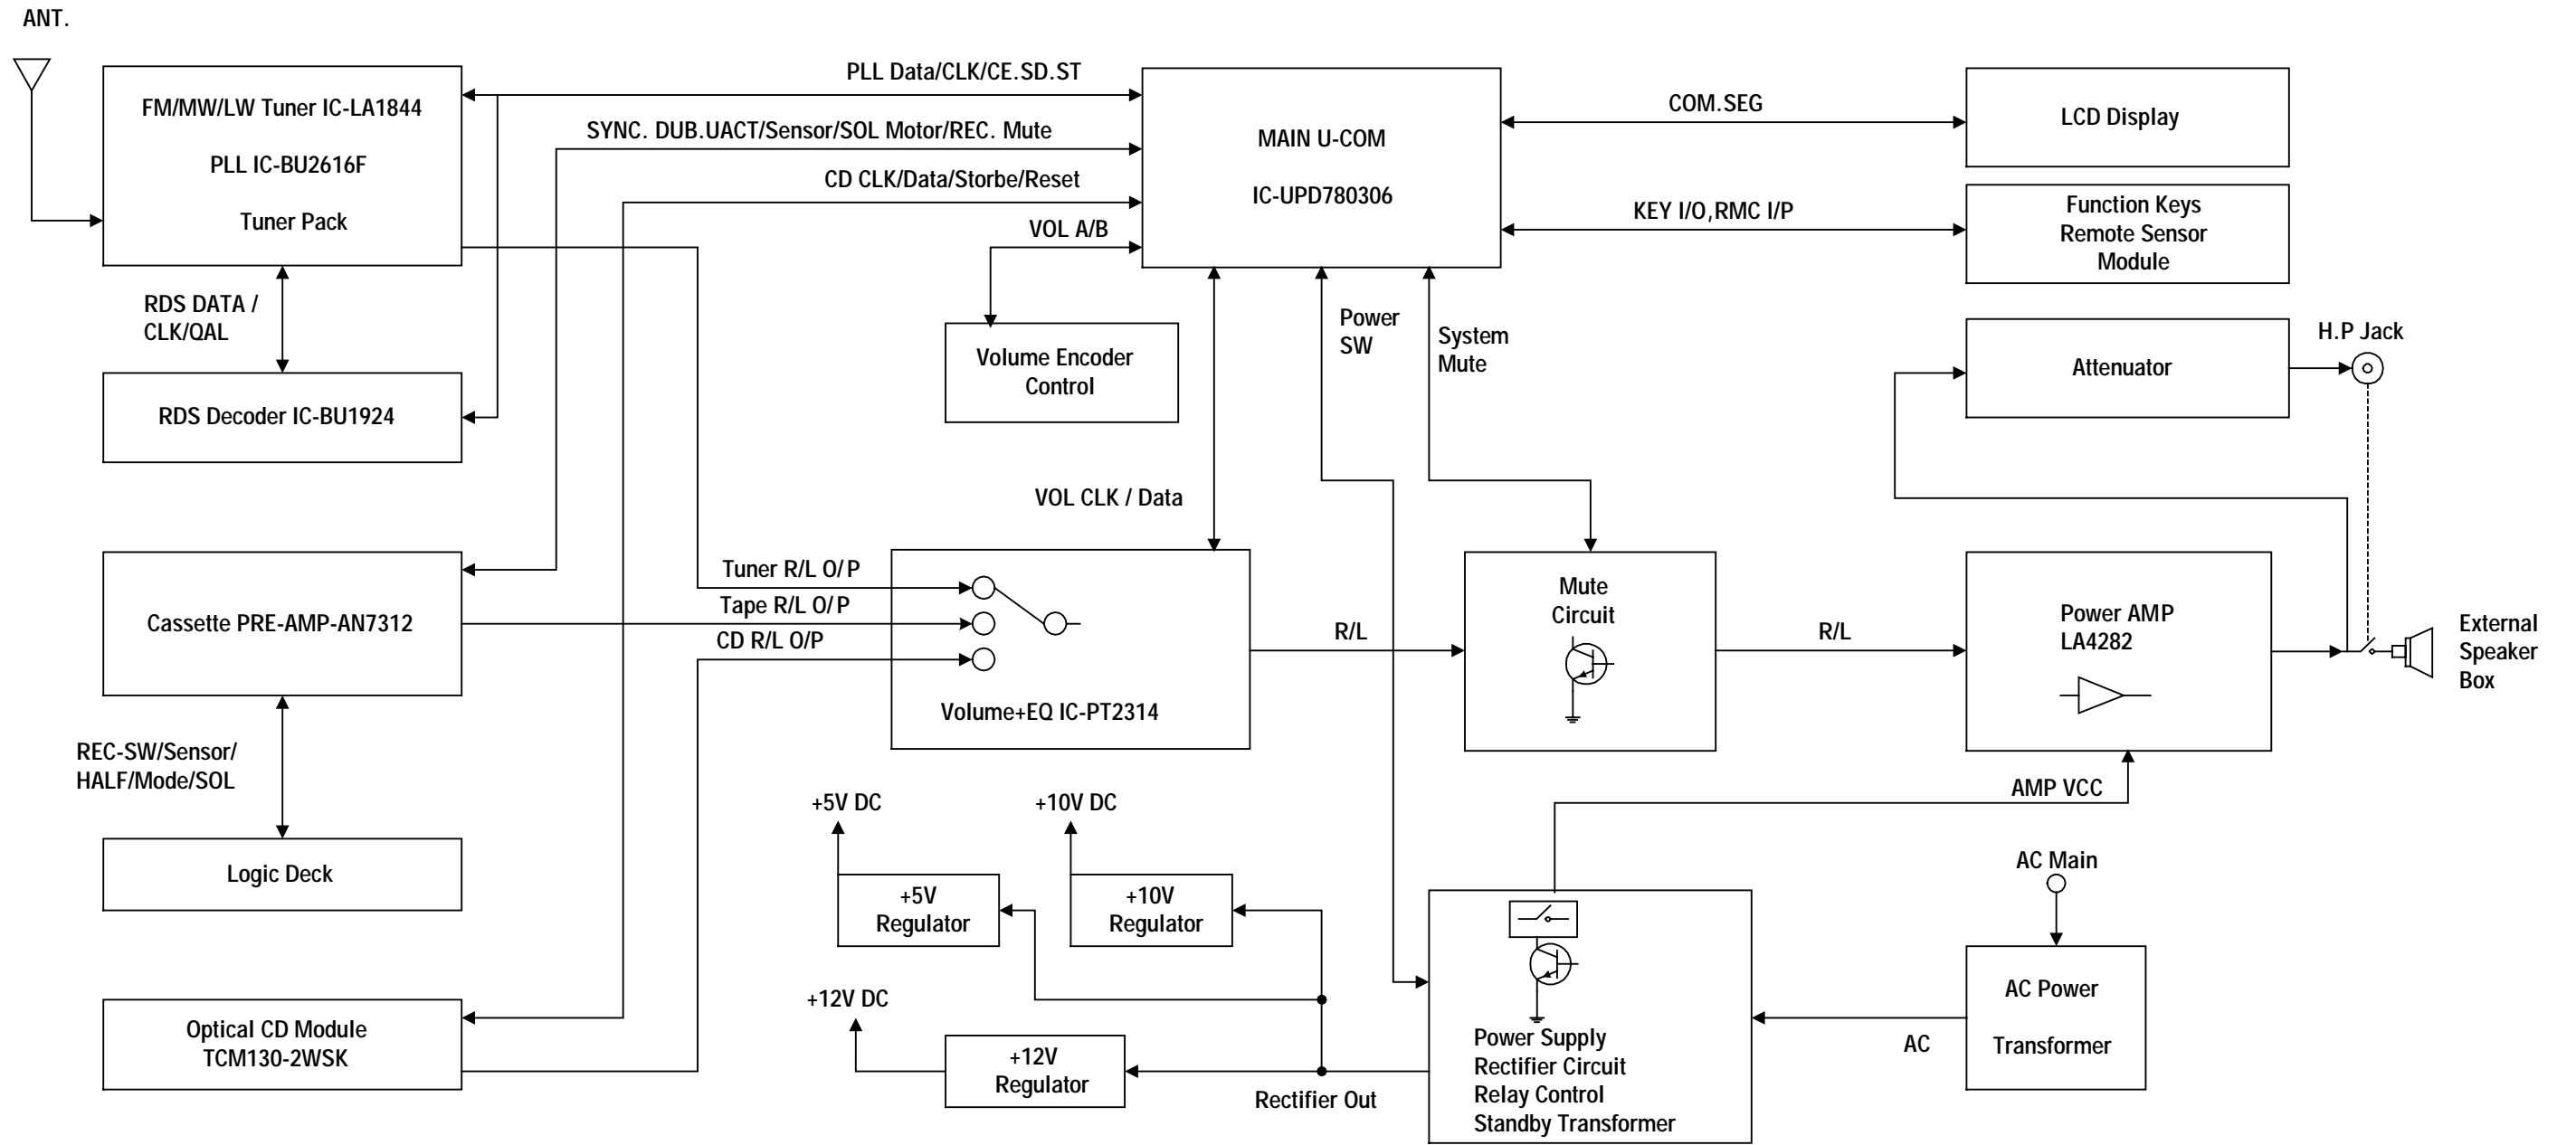 ANT.
FM/MW/LW Tuner IC-LA1844
PLL IC-BU2616F
Tuner Pack
PLL Data/CLK/CE.SD.ST
SYNC. DUB.UACT/Sensor/SOL Motor/REC. Mute
CD CLK/Data/Storbe/Reset
VOL A/B
MAIN U-COM
IC-UPD780306
COM.SEG
LCD Display
KEY I/O,RMC I/P
Function Keys
Remote Sensor
Module
RDS DATA /
CLK/QAL
RDS Decoder IC-BU1924
Volume Encoder
Control
Power
SW
System
Mute
Attenuator
H.P Jack
VOL CLK / Data
Cassette PRE-AMP-AN7312
Tuner R/L O/P
Tape R/L O/P
CD R/L O/P
Volume+EQ IC-PT2314
R/L
Mute
Circuit
R/L
Power AMP
LA4282
External
Speaker
Box
REC-SW/Sensor/
HALF/Mode/SOL
Logic Deck
+5V DC
+10V DC
AMP VCC
+5V
Regulator
+10V
Regulator
AC Main
+12V DC
AC Power
Transformer
Optical CD Module
TCM130-2WSK
+12V
Regulator
Rectifier Out
Power Supply
Rectifier Circuit
Relay Control
Standby Transformer
AC